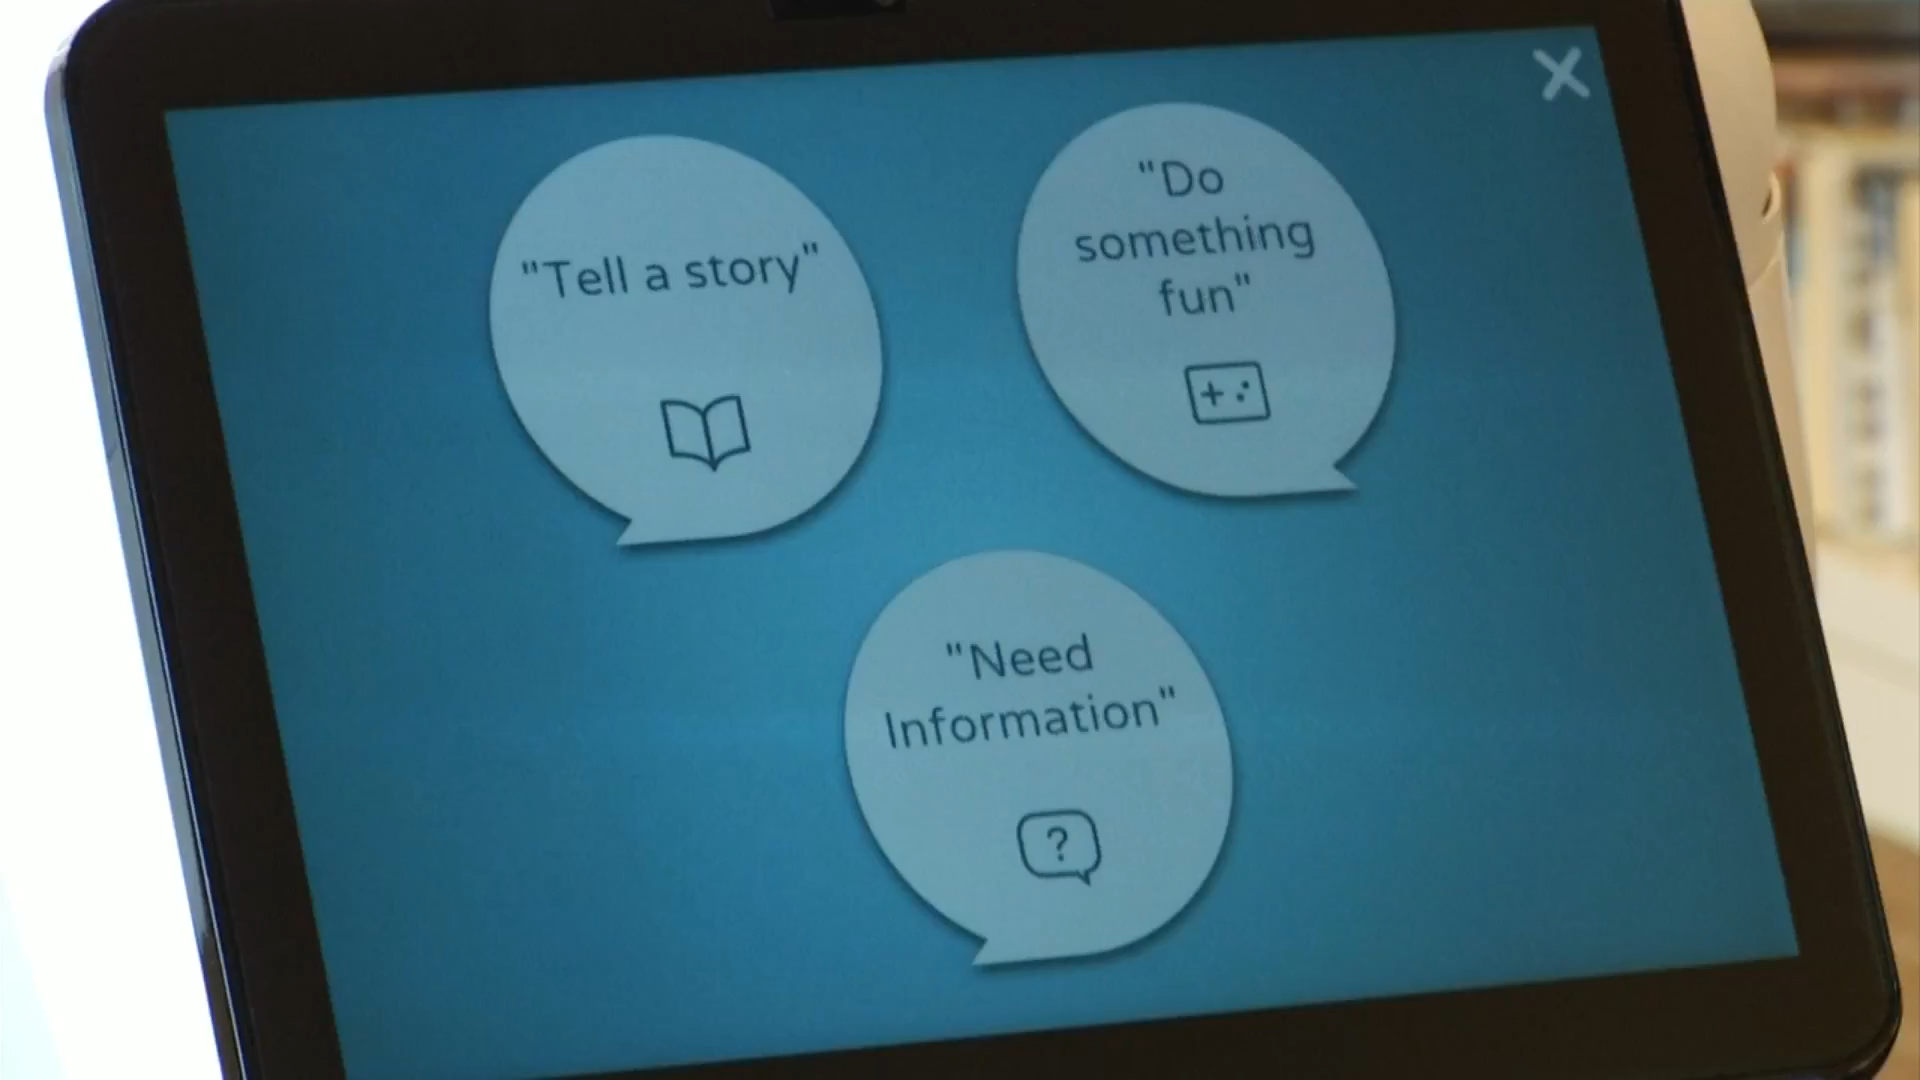 "Tell a story"
"Do
something
fun"
"Need
Information"
?